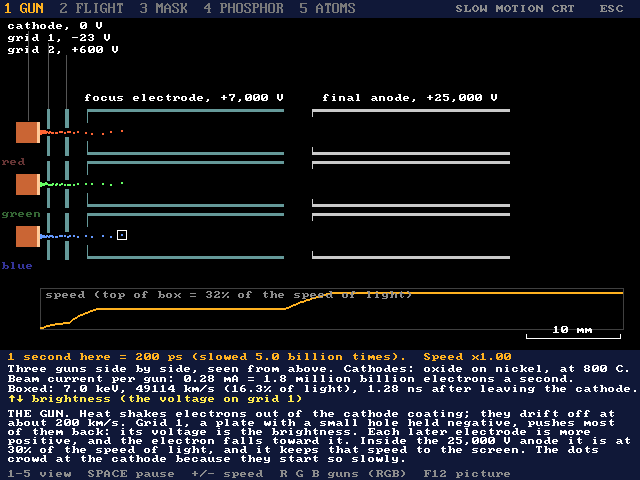 1 GUN 2 FLIGHT 3 MASK 4 PHOSPHOR 5 ATOMS SLOW MOTION CRT ESC
cathode, 0 V
grid 1, -23 V
grid 2, +600 V
focus electrode, +7,000 V final anode, +25,000 V
red
green
blue
speed (top of box = 32% of the speed of light)
10 mm
1 second here = 200 ps (slowed 5.0 billion times). Speed x1.00
Three guns side by side, seen from above. Cathodes: oxide on nickel, at 800 C.
Beam current per gun: 0.28 mA = 1.8 million billion electrons a second.
Boxed: 7.0 keV, 49114 km/s (16.3% of light), 1.28 ns after leaving the cathode.
↑↓ brightness (the voltage on grid 1)
THE GUN. Heat shakes electrons out of the cathode coating; they drift off at
about 200 km/s. Grid 1, a plate with a small hole held negative, pushes most
of them back: its voltage is the brightness. Each later electrode is more
positive, and the electron falls toward it. Inside the 25,000 V anode it is at
30% of the speed of light, and it keeps that speed to the screen. The dots
crowd at the cathode because they start so slowly.
1-5 view SPACE pause +/- speed R G B guns (RGB) F12 picture